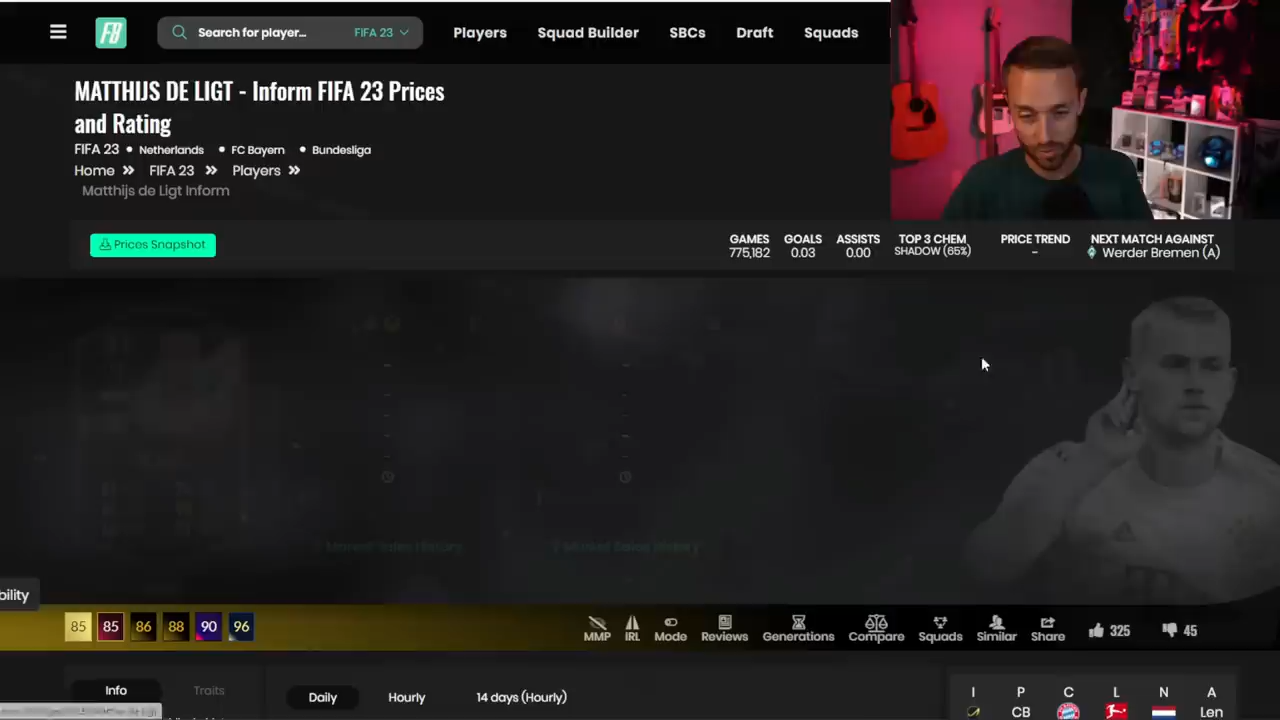 FB
Search for player...
FIFA 23
Players
Squad Builder
SBCs
Draft
Squads
MATTHIJS DE LIGT - Inform FIFA 23 Prices
and Rating
FIFA 23 • Netherlands • FC Bayern • Bundesliga
Home » FIFA 23 » Players »
Matthijs de Ligt Inform
Prices Snapshot
GAMES
775,182
GOALS
0.03
ASSISTS
0.00
TOP 3 CHEM
SHADOW (65%)
PRICE TREND
-
NEXT MATCH AGAINST
Werder Bremen (A)
bility
85 85 86 88 90 96
MMP
IRL
Mode
Reviews
Generations
Compare
Squads
Similar
Share
325
45
Info
Traits
Daily
Hourly
14 days (Hourly)
I P C L N A
CB
Len